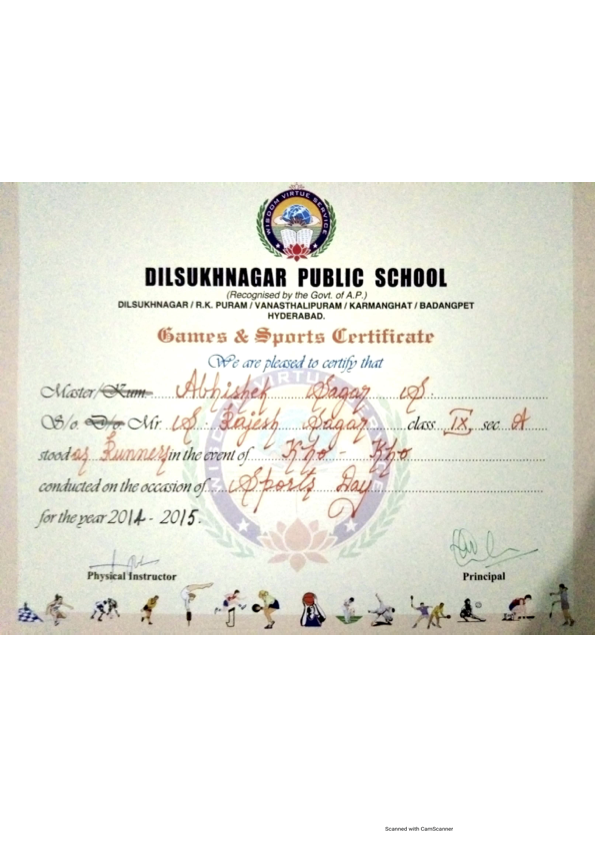 WISDOM VIRTUE SERVICE
DILSUKHNAGAR PUBLIC SCHOOL
(Recognised by the Govt. of A.P.)
DILSUKHNAGAR / R.K. PURAM / VANASTHALIPURAM / KARMANGHAT / BADANGPET
HYDERABAD.
Games & Sports Certificate
We are pleased to certify that
Master/Kum. Abhishek Sagar S
S/o. D/o. Mr. S. Rajesh Sagar class IX sec A
stood as Runners in the event of Kho - Kho
conducted on the occasion of Sports Day
for the year 2014 - 2015.
Physical Instructor Principal
Scanned with CamScanner